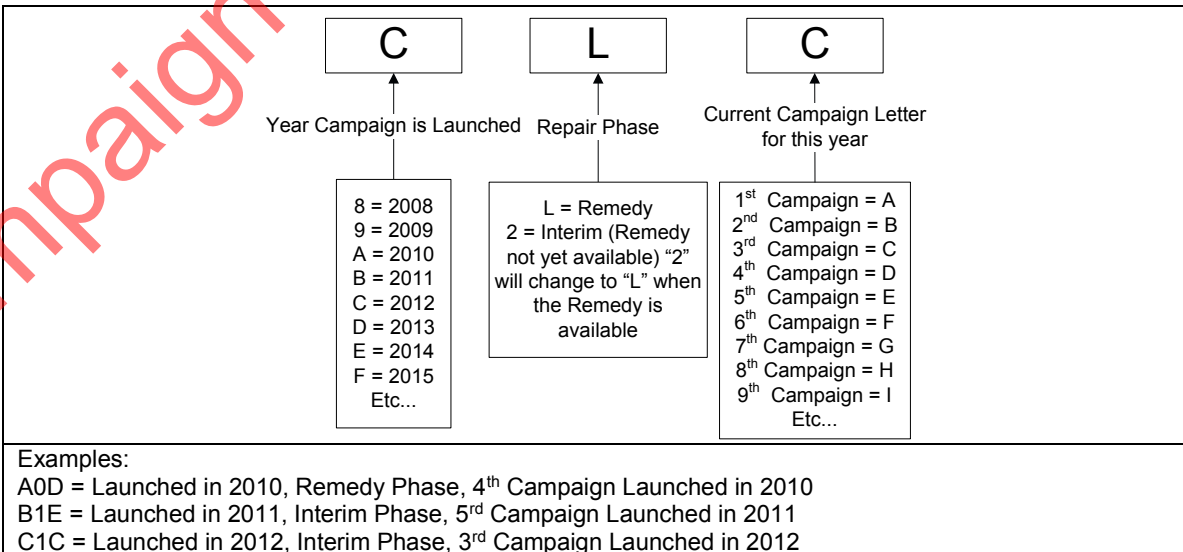 C L C
Year Campaign is Launched
Repair Phase
Current Campaign Letter
for this year
8 = 2008
9 = 2009
A = 2010
B = 2011
C = 2012
D = 2013
E = 2014
F = 2015
Etc...
L = Remedy
2 = Interim (Remedy
not yet available) “2”
will change to “L” when
the Remedy is
available
1st Campaign = A
2nd Campaign = B
3rd Campaign = C
4th Campaign = D
5th Campaign = E
6th Campaign = F
7th Campaign = G
8th Campaign = H
9th Campaign = I
Etc...
Examples:
A0D = Launched in 2010, Remedy Phase, 4th Campaign Launched in 2010
B1E = Launched in 2011, Interim Phase, 5rd Campaign Launched in 2011
C1C = Launched in 2012, Interim Phase, 3rd Campaign Launched in 2012